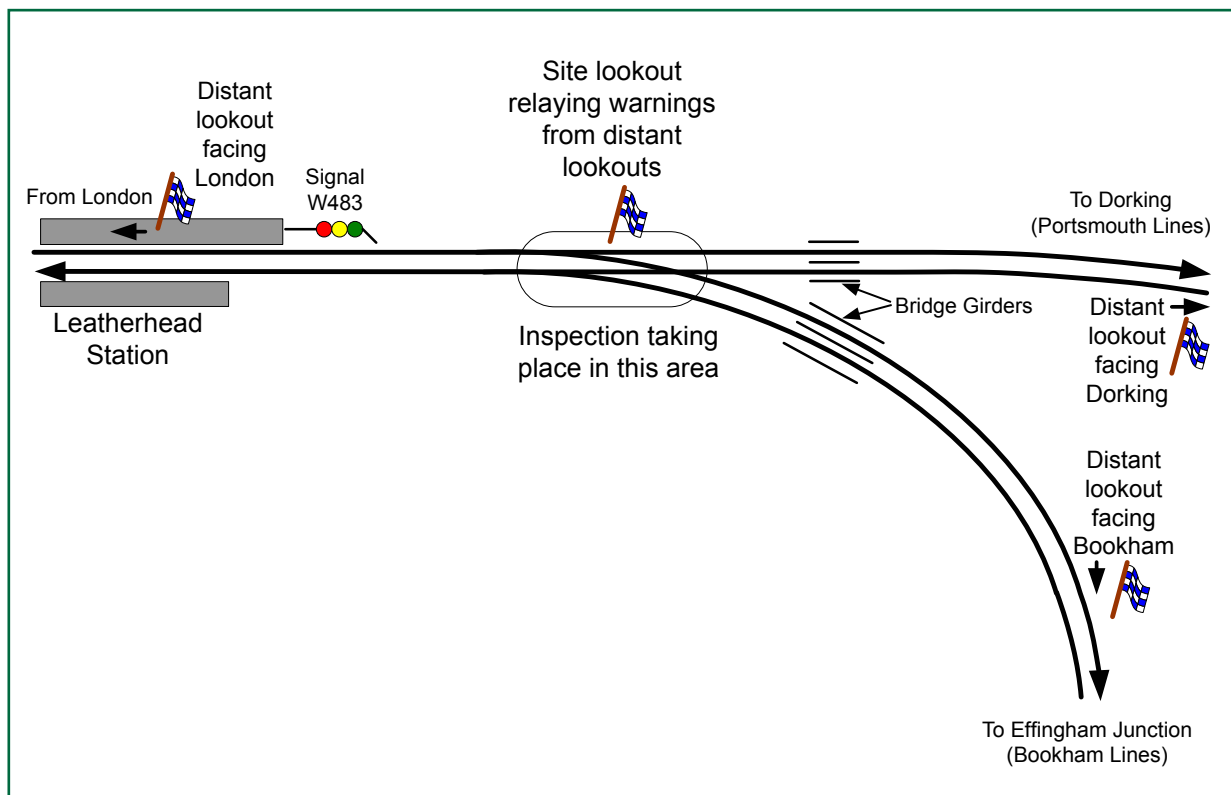 Distant
lookout
facing
London
From London
Signal
W483
Site lookout
relaying warnings
from distant
lookouts
To Dorking
(Portsmouth Lines)
Leatherhead
Station
Inspection taking
place in this area
Bridge Girders
Distant
lookout
facing
Dorking
Distant
lookout
facing
Bookham
To Effingham Junction
(Bookham Lines)